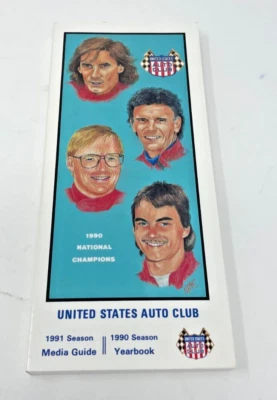 1990
NATIONAL
CHAMPIONS
UNITED STATES AUTO CLUB
1991 Season
Media Guide
1990 Season
Yearbook